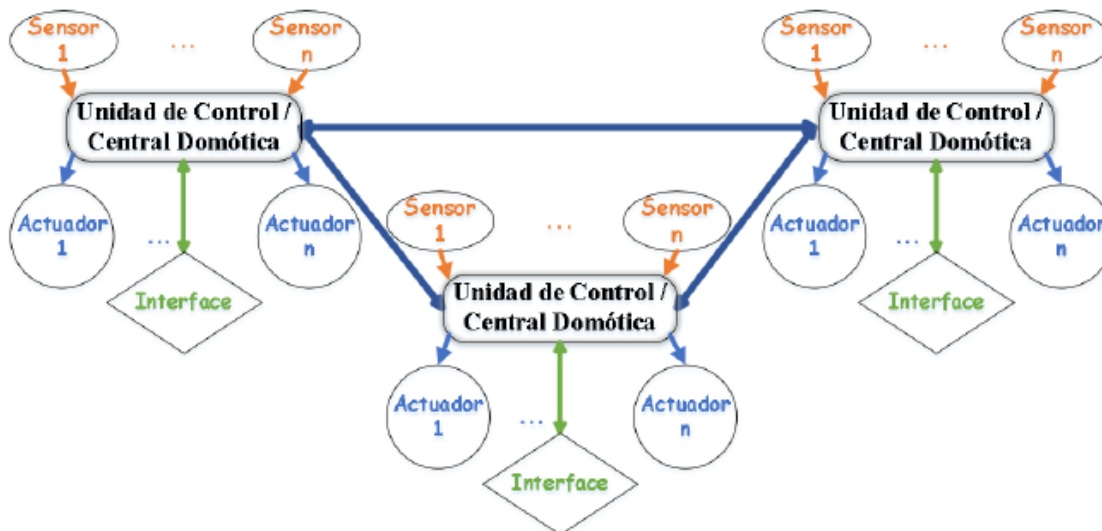 Sensor
1
...
Sensor
n
Sensor
1
...
Sensor
n
Unidad de Control /
Central Domótica
Unidad de Control /
Central Domótica
Actuador
1
...
Actuador
n
Interface
Sensor
1
...
Sensor
n
Actuador
1
...
Actuador
n
Interface
Unidad de Control /
Central Domótica
Actuador
1
...
Actuador
n
Interface